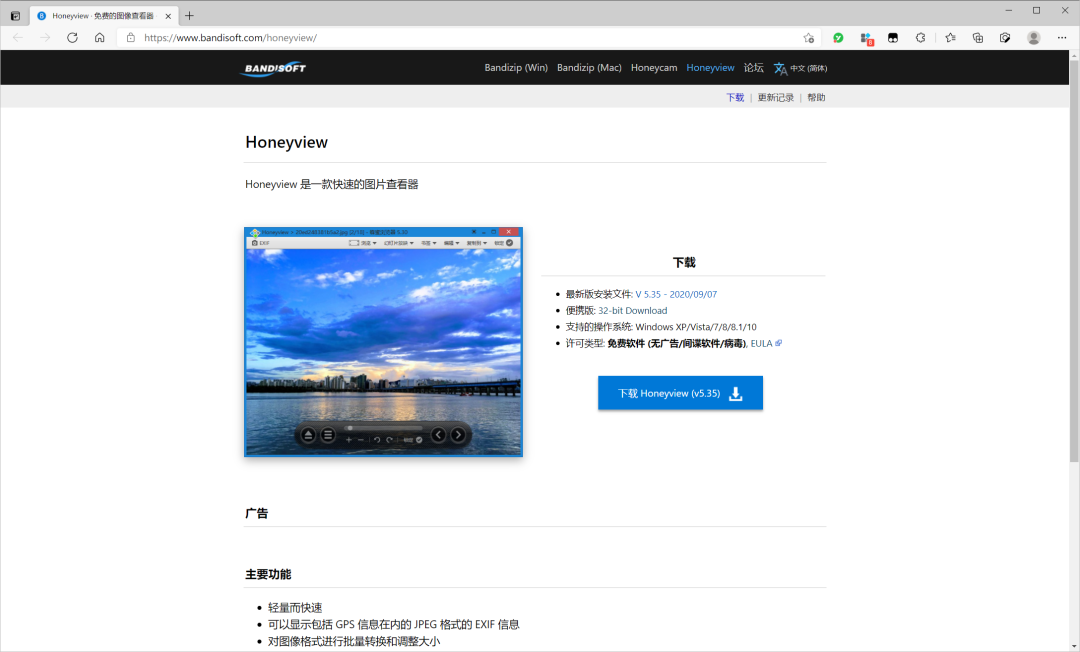 Honeyview - 免费的图像查看器
https://www.bandisoft.com/honeyview/
8
BANDISOFT
Bandizip (Win) Bandizip (Mac) Honeycam Honeyview 论坛 中文 (简体)
下载 | 更新记录 | 帮助
Honeyview
Honeyview 是一款快速的图片查看器
EXIF
下载
最新版安装文件: V 5.35 - 2020/09/07
便携版: 32-bit Download
支持的操作系统: Windows XP/Vista/7/8/8.1/10
许可类型: 免费软件 (无广告/间谍软件/病毒), EULA
下载 Honeyview (v5.35)
广告
主要功能
轻量而快速
可以显示包括 GPS 信息在内的 JPEG 格式的 EXIF 信息
对图像格式进行批量转换和调整大小